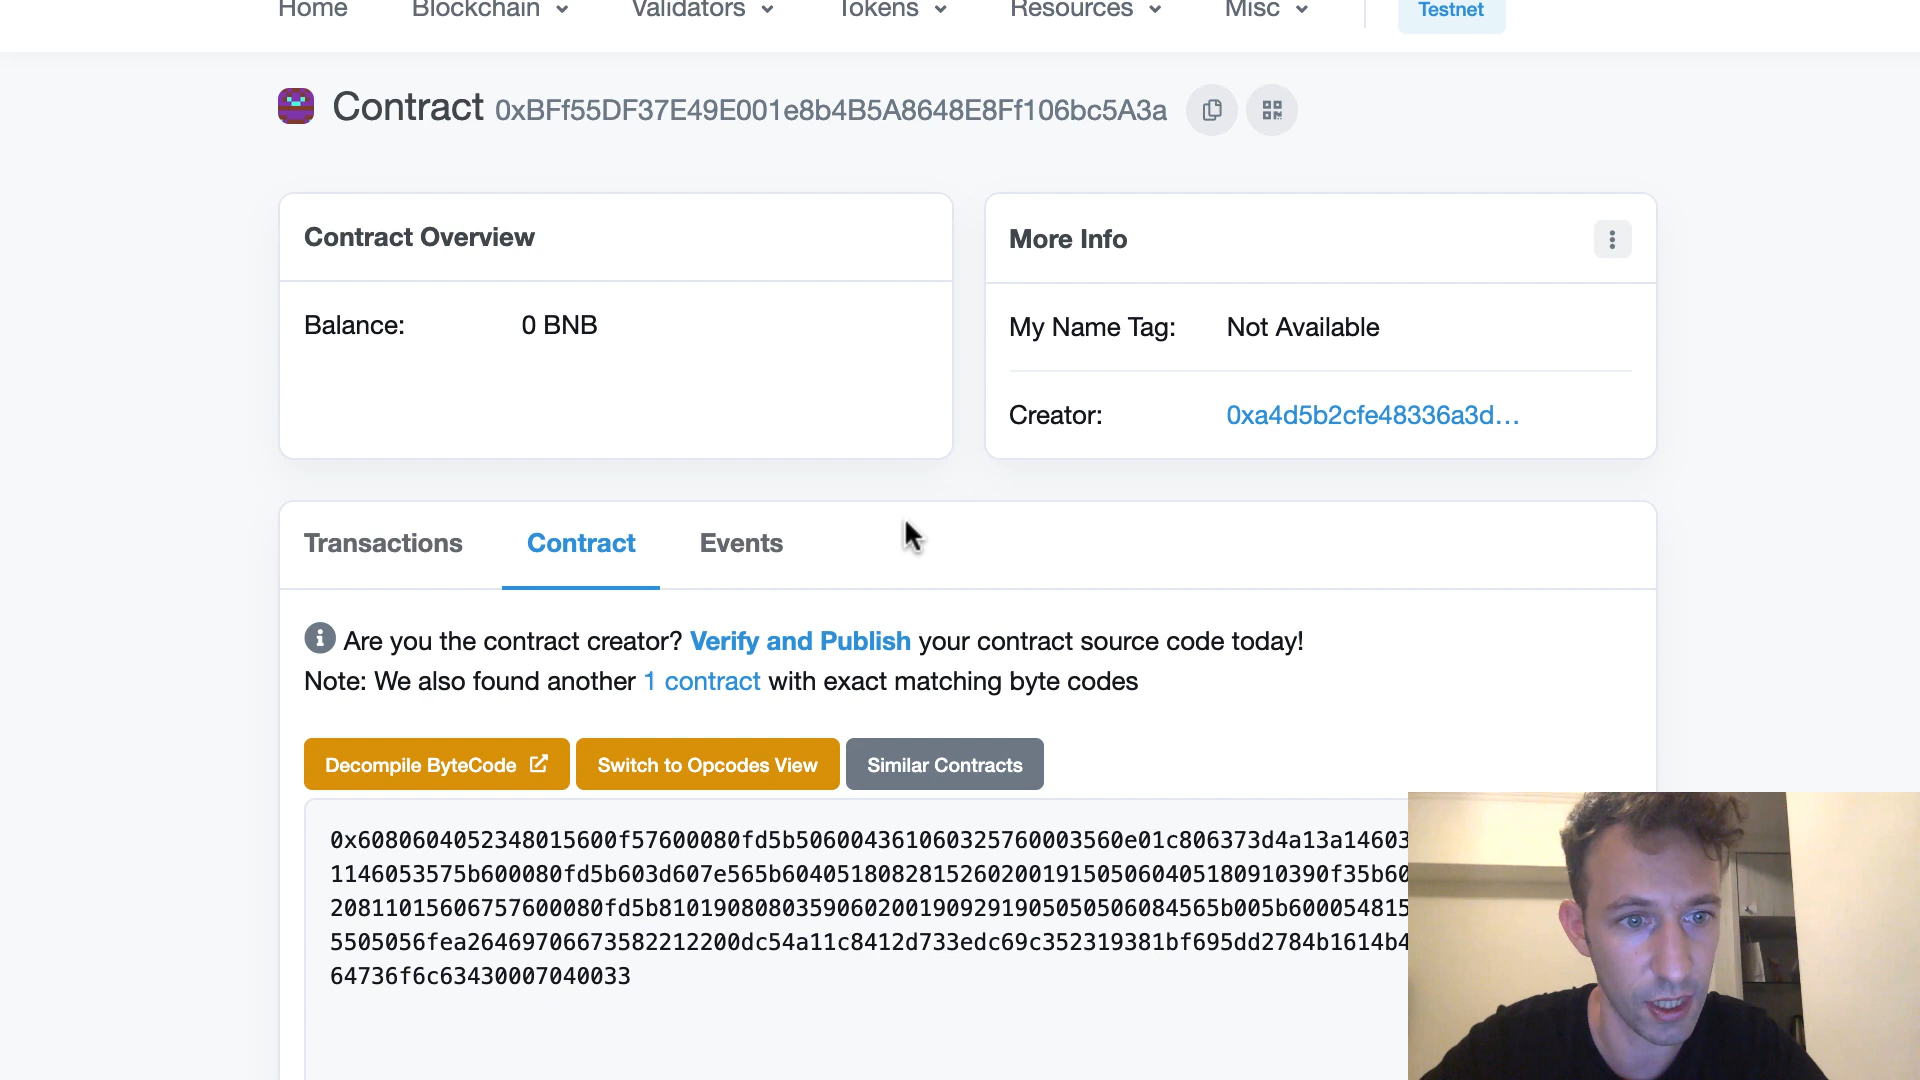 Home Blockchain Validators Tokens Resources Misc Testnet
Contract 0xBFf55DF37E49E001e8b4B5A8648E8Ff106bc5A3a
Contract Overview
Balance: 0 BNB
More Info
My Name Tag: Not Available
Creator: 0xa4d5b2cfe48336a3d...
Transactions Contract Events
Are you the contract creator? Verify and Publish your contract source code today!
Note: We also found another 1 contract with exact matching byte codes
Decompile ByteCode Switch to Opcodes View Similar Contracts
0x6080604052348015600f57600080fd5b506004361060325760003560e01c806373d4a13a14603
1146053575b600080fd5b603d607e565b604051808281526020019150506040518091039 0f35b60
20811015606757600080fd5b81019080803590602001909291905050506084565b005b600054815
5505056fea26469706673582212200dc54a11c8412d733edc69c352319381bf695dd2784b1614b4
64736f6c63430007040033